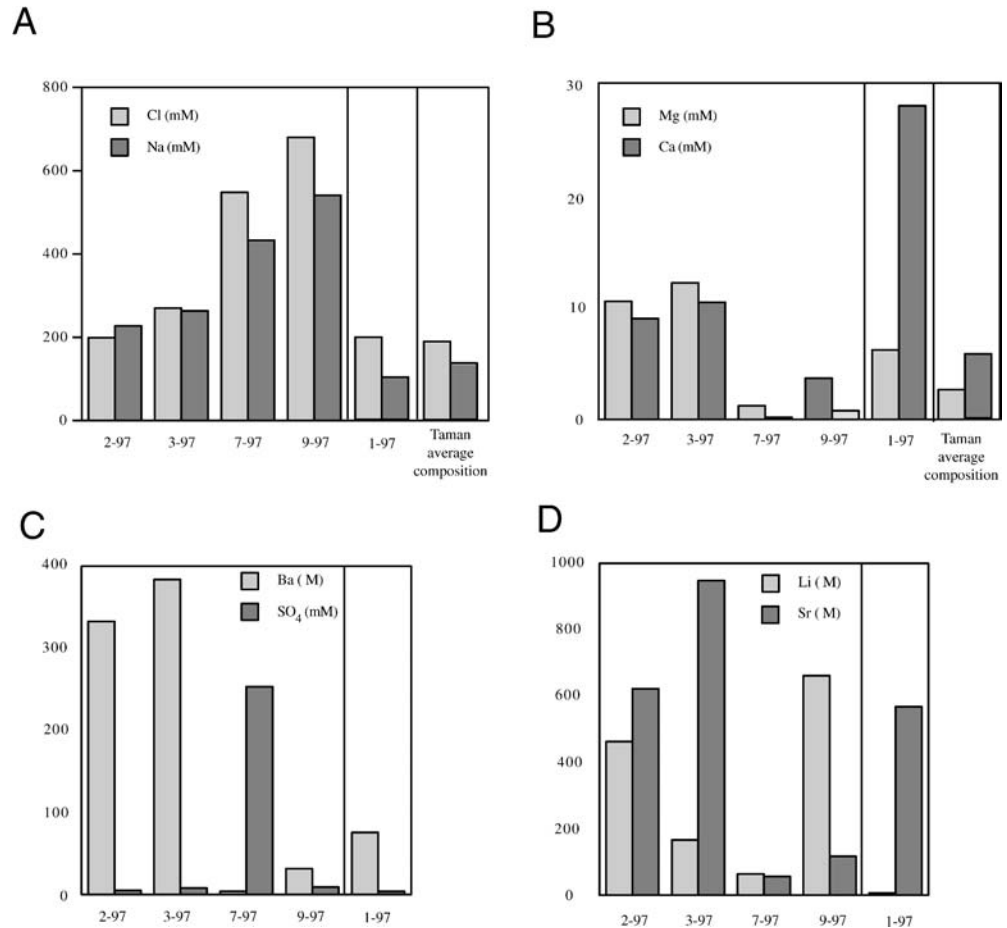 A
800
600
400
200
0
Cl (mM)
Na (mM)
2-97
3-97
7-97
9-97
1-97
Taman
average
composition
B
30
20
10
0
Mg (mM)
Ca (mM)
2-97
3-97
7-97
9-97
1-97
Taman
average
composition
C
400
300
200
100
0
Ba ( M)
SO4 (mM)
2-97
3-97
7-97
9-97
1-97
D
1000
800
600
400
200
0
Li ( M)
Sr ( M)
2-97
3-97
7-97
9-97
1-97